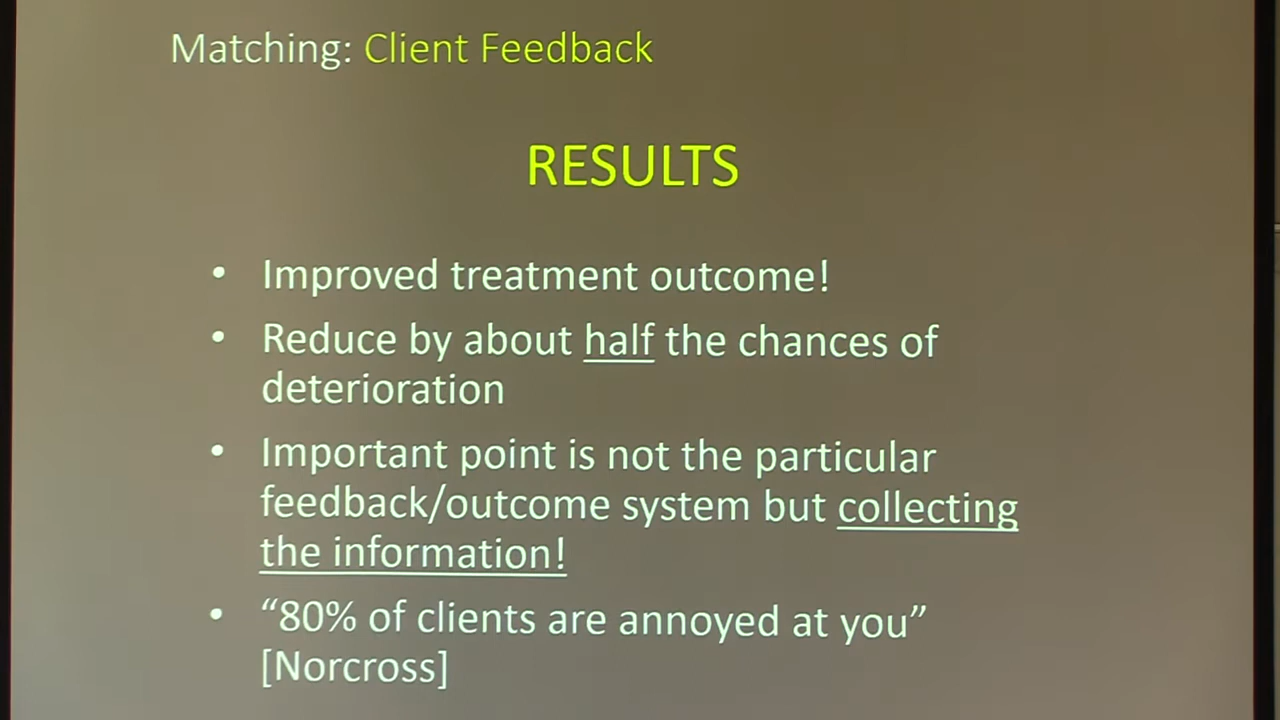 Matching: Client Feedback
RESULTS
• Improved treatment outcome!
• Reduce by about half the chances of
deterioration
• Important point is not the particular
feedback/outcome system but collecting
the information!
• “80% of clients are annoyed at you”
[Norcross]